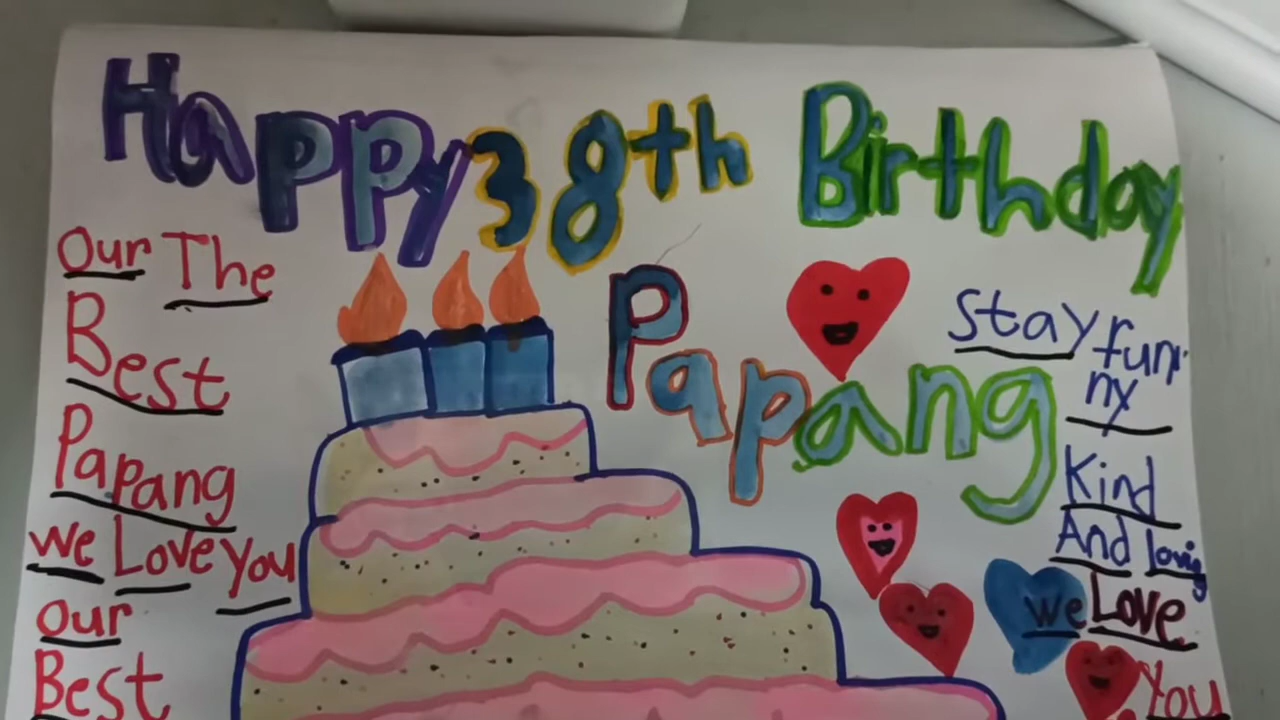 Happy 38th Birthday
Papang
Our The
Best
Papang
we Love you
our
Best
stay fun
ny
Kind
And loving
we Love
You